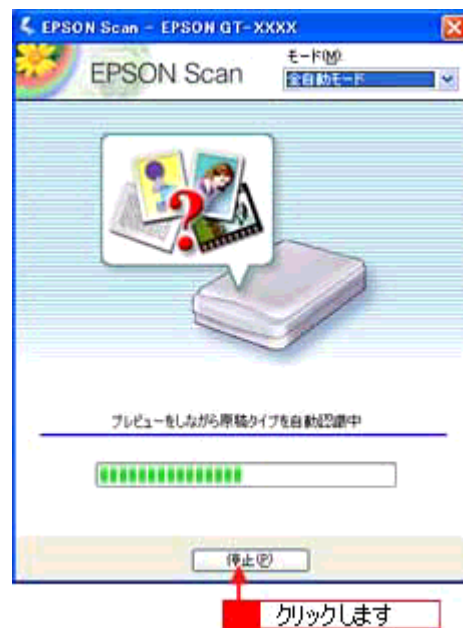 EPSON Scan - EPSON GT-XXXX
EPSON Scan
モード(M):
全自動モード
?
プレビューをしながら原稿タイプを自動認識中
停止(P)
クリックします